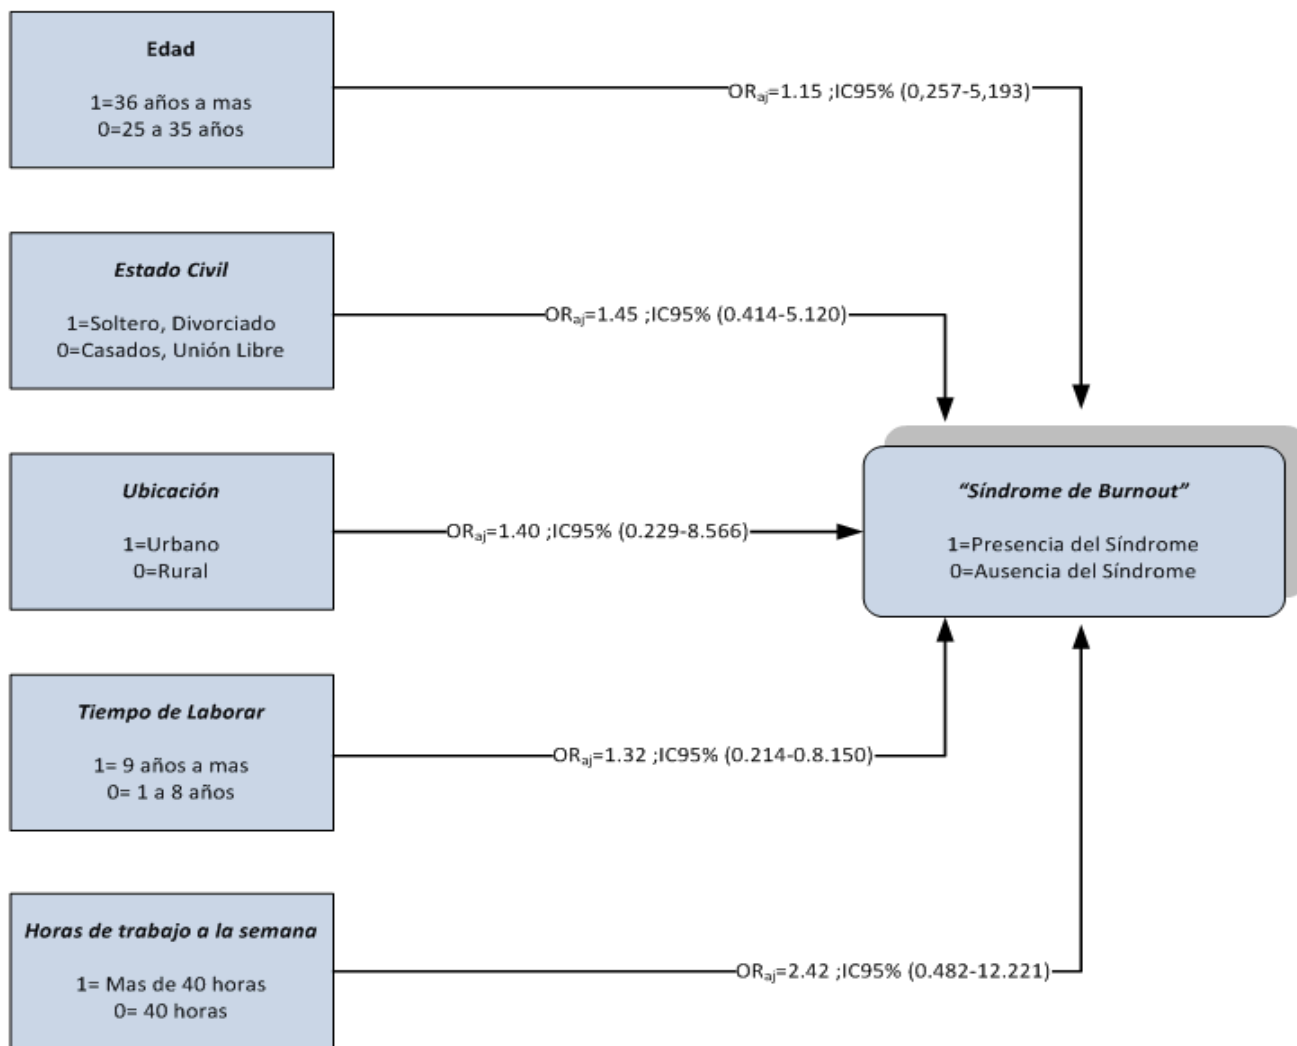 Edad
1=36 años a mas
0=25 a 35 años
ORaj=1.15 ;IC95% (0,257-5,193)
Estado Civil
1=Soltero, Divorciado
0=Casados, Unión Libre
ORaj=1.45 ;IC95% (0.414-5.120)
Ubicación
1=Urbano
0=Rural
ORaj=1.40 ;IC95% (0.229-8.566)
“Síndrome de Burnout”
1=Presencia del Síndrome
0=Ausencia del Síndrome
Tiempo de Laborar
1= 9 años a mas
0= 1 a 8 años
ORaj=1.32 ;IC95% (0.214-0.8.150)
Horas de trabajo a la semana
1= Mas de 40 horas
0= 40 horas
ORaj=2.42 ;IC95% (0.482-12.221)